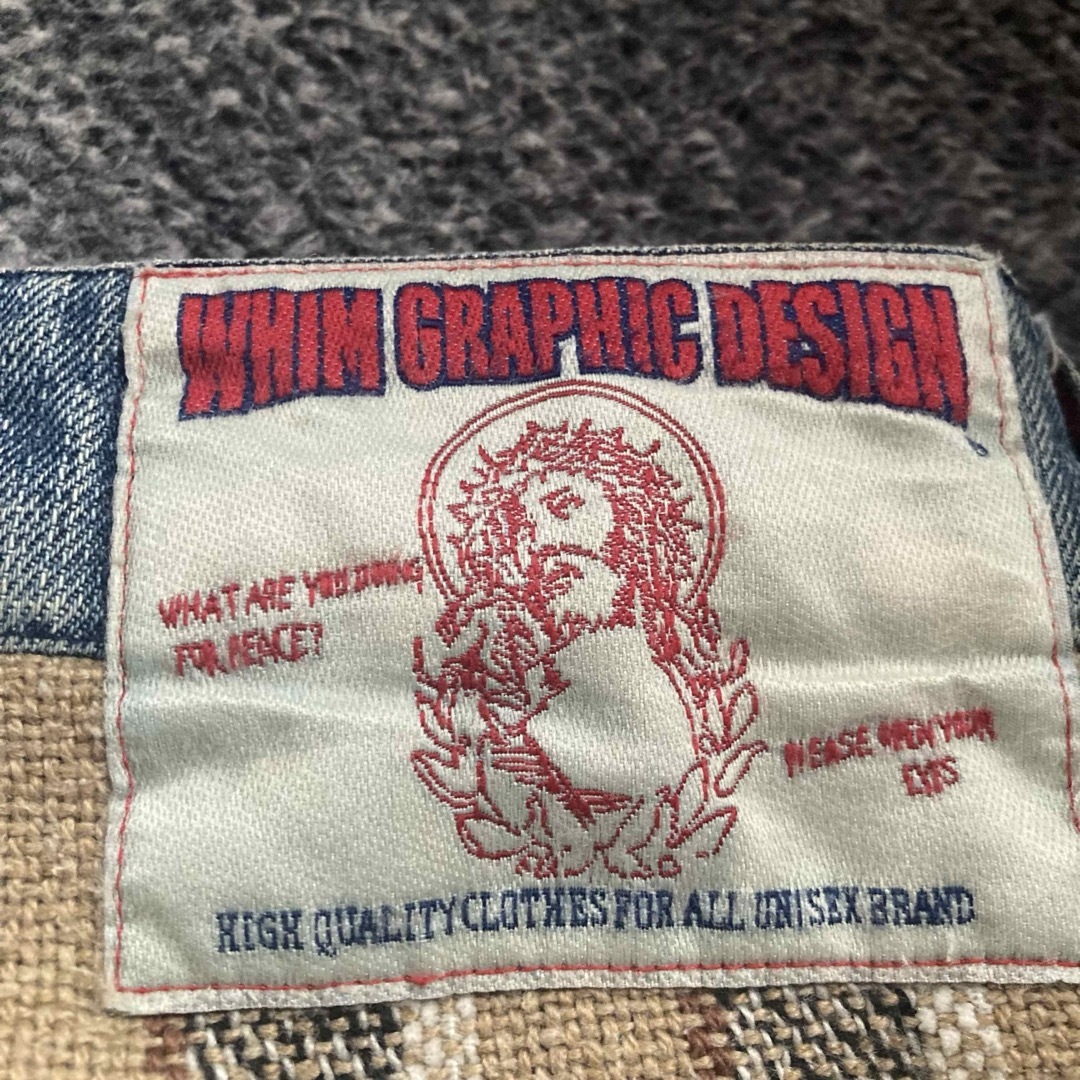 WHIM GRAPHIC DESIGN
WHAT ARE YOU DOING
FOR PEACE?
PLEASE OPEN YOUR
EYES
HIGH QUALITY CLOTHES FOR ALL UNISEX BRAND